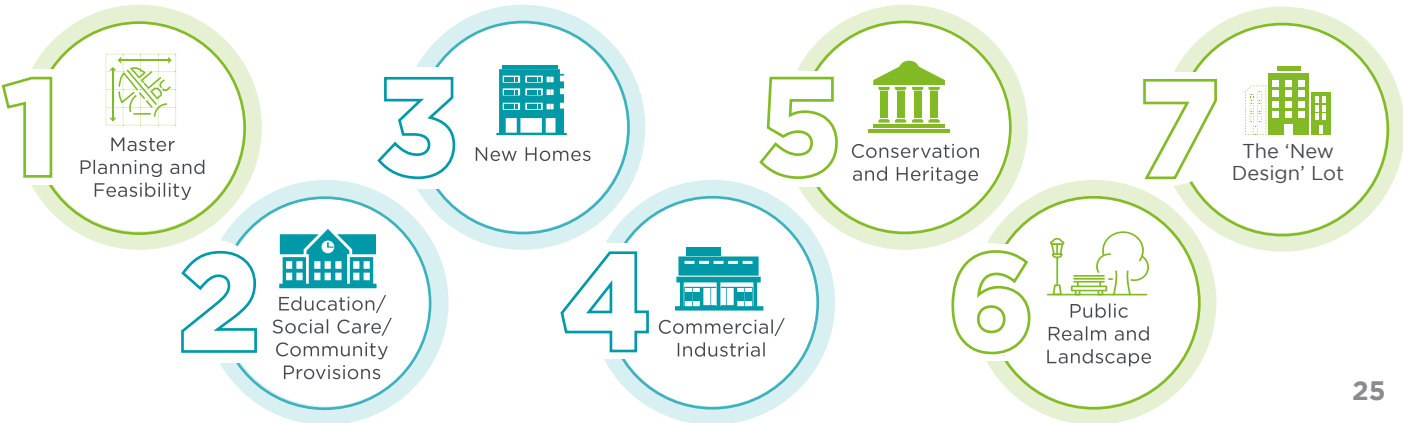 1
Master
Planning and
Feasibility
2
Education/
Social Care/
Community
Provisions
3
New Homes
4
Commercial/
Industrial
5
Conservation
and Heritage
6
Public
Realm and
Landscape
7
The ‘New
Design’ Lot
25